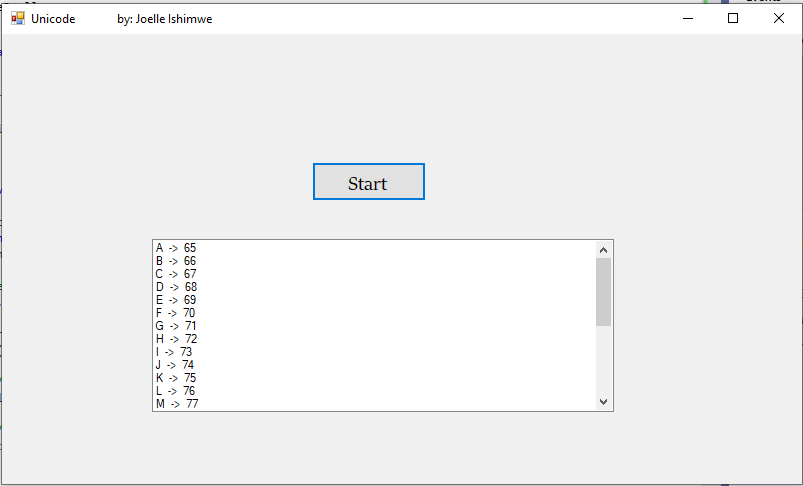 Unicode by: Joelle Ishimwe
Start
A -> 65
B -> 66
C -> 67
D -> 68
E -> 69
F -> 70
G -> 71
H -> 72
I -> 73
J -> 74
K -> 75
L -> 76
M -> 77